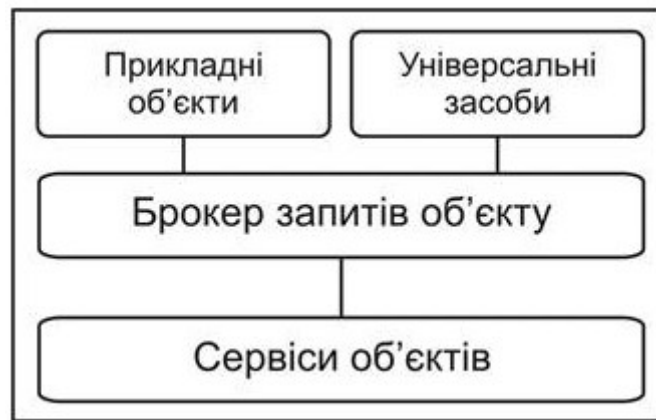 Прикладні
об’єкти
Універсальні
засоби
Брокер запитів об’єкту
Сервіси об’єктів